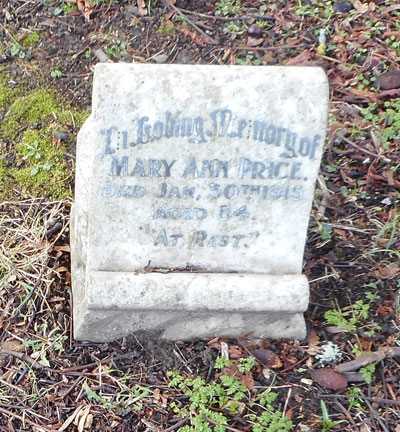 In Loving Memory of
MARY ANN PRICE.
DIED JAN, 30TH 1915
AGED 84.
"AT REST."